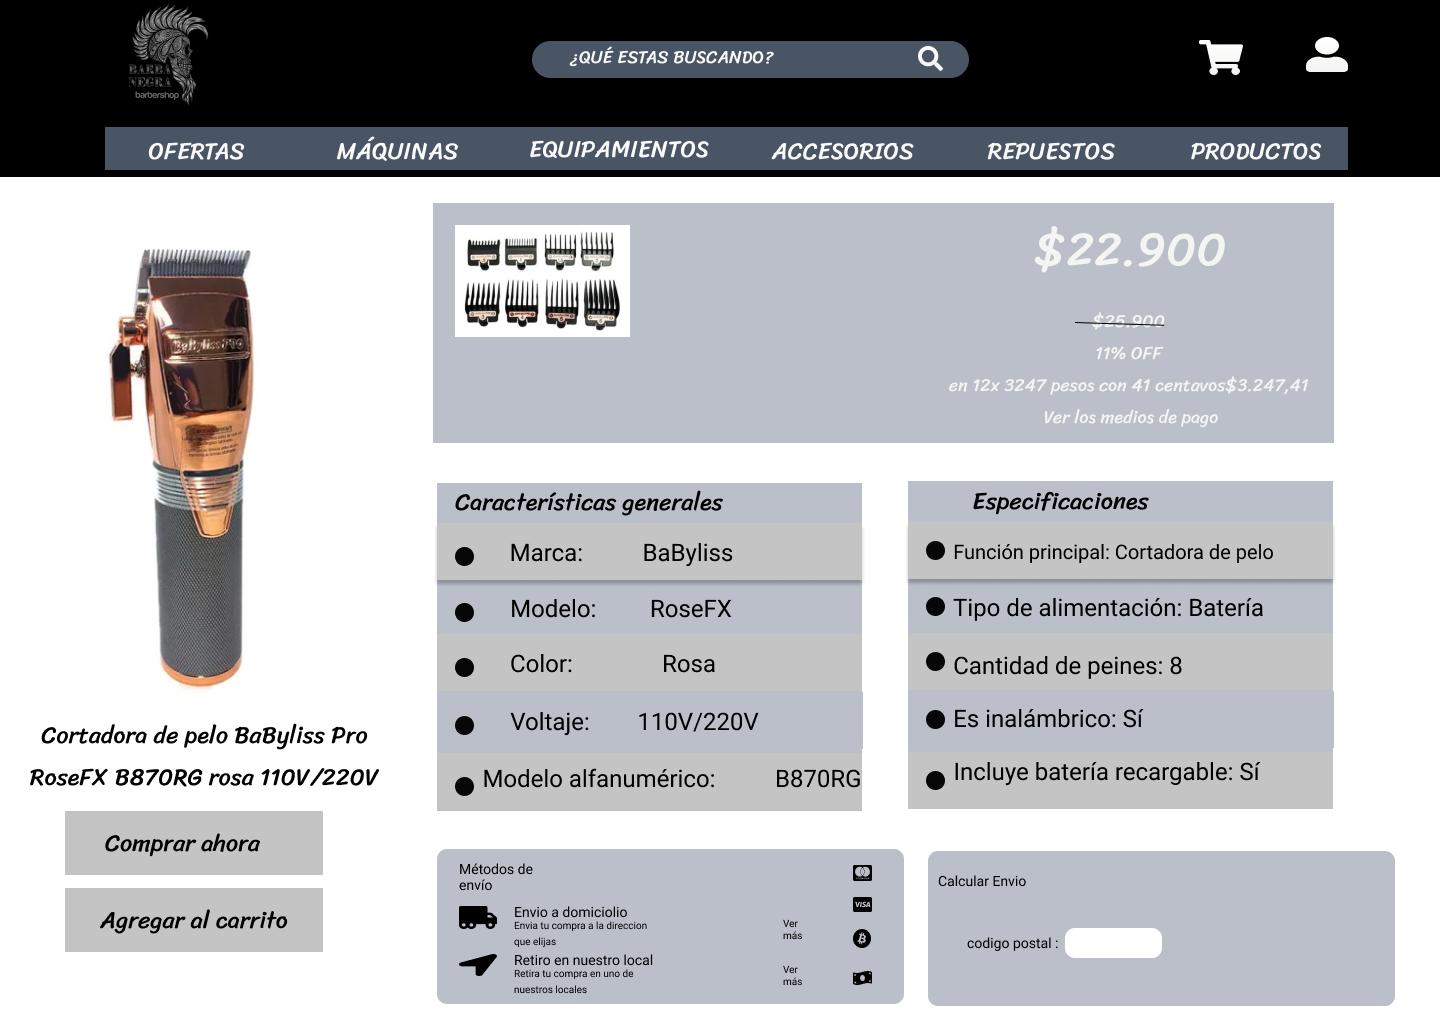 BARBA
NEGRA
barbershop
¿QUÉ ESTAS BUSCANDO?
OFERTAS
MÁQUINAS
EQUIPAMIENTOS
ACCESORIOS
REPUESTOS
PRODUCTOS
BaBylissPRO
$22.900
$25.900
11% OFF
en 12x 3247 pesos con 41 centavos$3.247,41
Ver los medios de pago
Cortadora de pelo BaByliss Pro
RoseFX B870RG rosa 110V/220V
Comprar ahora
Agregar al carrito
Características generales
Marca: BaByliss
Modelo: RoseFX
Color: Rosa
Voltaje: 110V/220V
Modelo alfanumérico: B870RG
Especificaciones
Función principal: Cortadora de pelo
Tipo de alimentación: Batería
Cantidad de peines: 8
Es inalámbrico: Sí
Incluye batería recargable: Sí
Métodos de
envío
Envio a domiciolio
Envia tu compra a la direccion
que elijas
Ver
más
Retiro en nuestro local
Retira tu compra en uno de
nuestros locales
Ver
más
VISA
Calcular Envio
codigo postal :